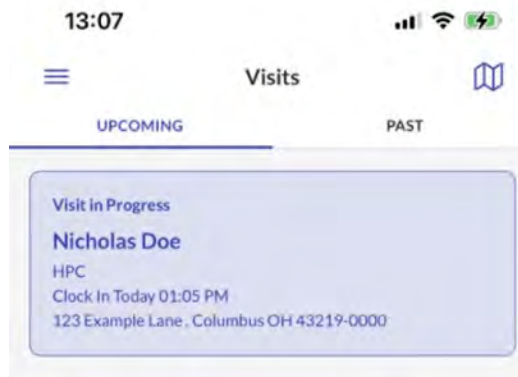 13:07
Visits
UPCOMING PAST
Visit in Progress
Nicholas Doe
HPC
Clock In Today 01:05 PM
123 Example Lane , Columbus OH 43219-0000